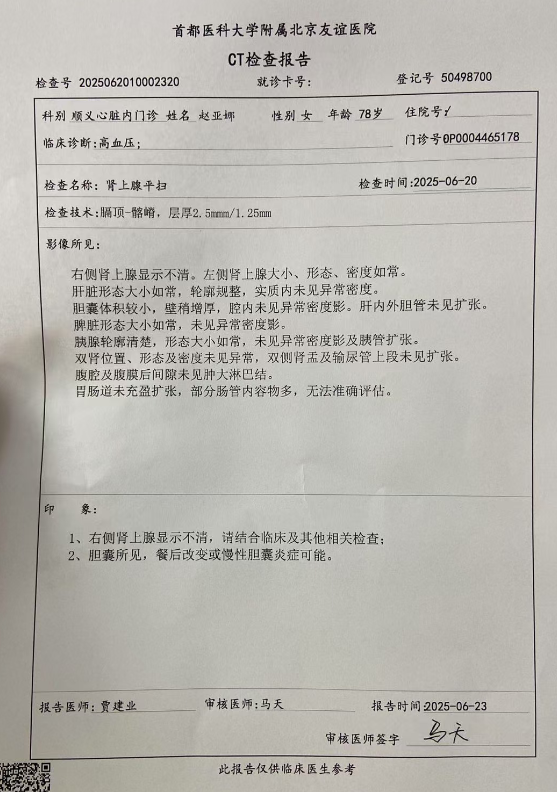 首都医科大学附属北京友谊医院
CT检查报告
检查号 2025062010002320 就诊卡号: 登记号 50498700
科别 顺义心脏内门诊 姓名 赵亚娜 性别 女 年龄 78岁 住院号:/
临床诊断:高血压; 门诊号:OP0004465178
检查名称: 肾上腺平扫 检查时间:2025-06-20
检查技术:膈顶-髂嵴, 层厚2.5mmm/1.25mm
影像所见:
右侧肾上腺显示不清。左侧肾上腺大小、形态、密度如常。
肝脏形态大小如常, 轮廓规整, 实质内未见异常密度。
胆囊体积较小, 壁稍增厚, 腔内未见异常密度影。肝内外胆管未见扩张。
脾脏形态大小如常, 未见异常密度影。
胰腺轮廓清楚, 形态大小如常, 未见异常密度影及胰管扩张。
双肾位置、形态及密度未见异常, 双侧肾盂及输尿管上段未见扩张。
腹腔及腹膜后间隙未见肿大淋巴结。
胃肠道未充盈扩张, 部分肠管内容物多, 无法准确评估。
印 象:
1、右侧肾上腺显示不清, 请结合临床及其他相关检查;
2、胆囊所见, 餐后改变或慢性胆囊炎症可能。
报告医师: 贾建业 审核医师:马天 报告时间:2025-06-23
审核医师签字 马天
此报告仅供临床医生参考